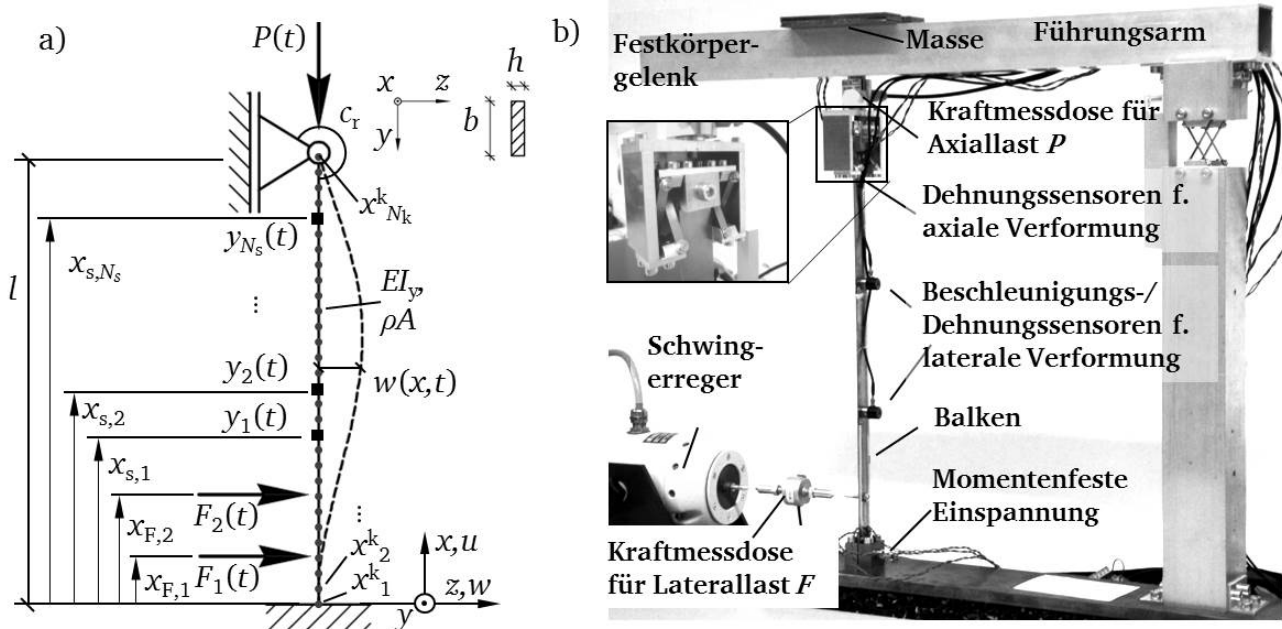 a)
P(t)
x
z
y
h
b
c_r
l
x^k_{N_k}
y_{N_s}(t)
x_{s,N_s}
...
EI_y,
ρA
w(x,t)
y_2(t)
y_1(t)
x_{s,2}
x_{s,1}
F_2(t)
x_{F,2}
F_1(t)
x_{F,1}
...
x^k_2
x^k_1
x,u
z,w
y
b)
Festkörper-
gelenk
Masse
Führungsarm
Kraftmessdose für
Axiallast P
Dehnungssensoren f.
axiale Verformung
Beschleunigungs-/
Dehnungssensoren f.
laterale Verformung
Schwing-
erreger
Balken
Momentenfeste
Einspannung
Kraftmessdose
für Laterallast F